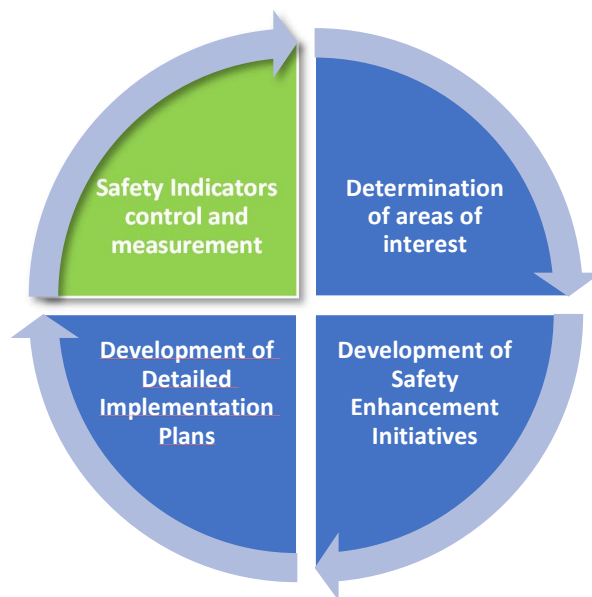 Safety Indicators
control and
measurement
Determination
of areas of
interest
Development of
Detailed
Implementation
Plans
Development of
Safety
Enhancement
Initiatives